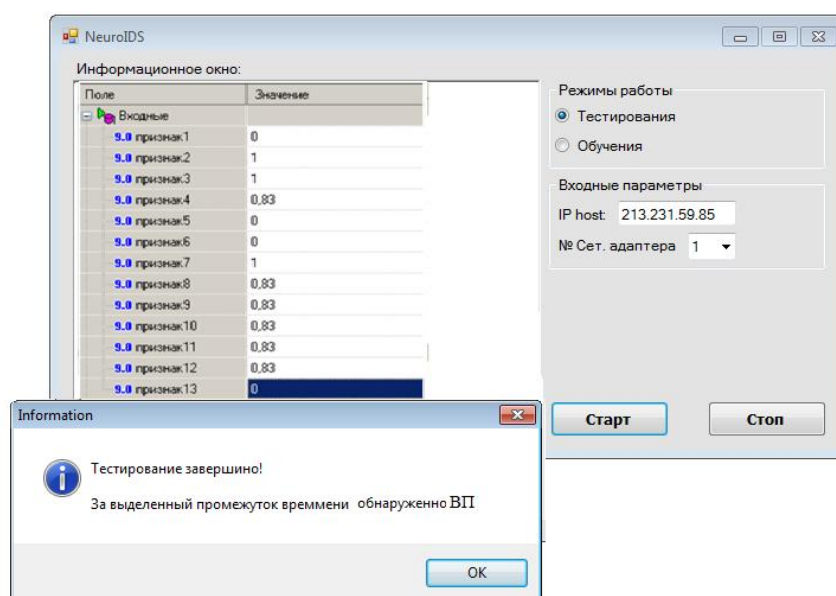 NeuroIDS
Информационное окно:
Поле Значение
Входные
9.0 признак1 0
9.0 признак2 1
9.0 признак3 1
9.0 признак4 0,83
9.0 признак5 0
9.0 признак6 0
9.0 признак7 1
9.0 признак8 0,83
9.0 признак9 0,83
9.0 признак10 0,83
9.0 признак11 0,83
9.0 признак12 0,83
9.0 признак13 0
Режимы работы
Тестирования
Обучения
Входные параметры
IP host: 213.231.59.85
№ Сет. адаптера 1
Старт Стоп
Information
Тестирование завершино!
За выделенный промежуток времмени обнаруженно ВП
OK